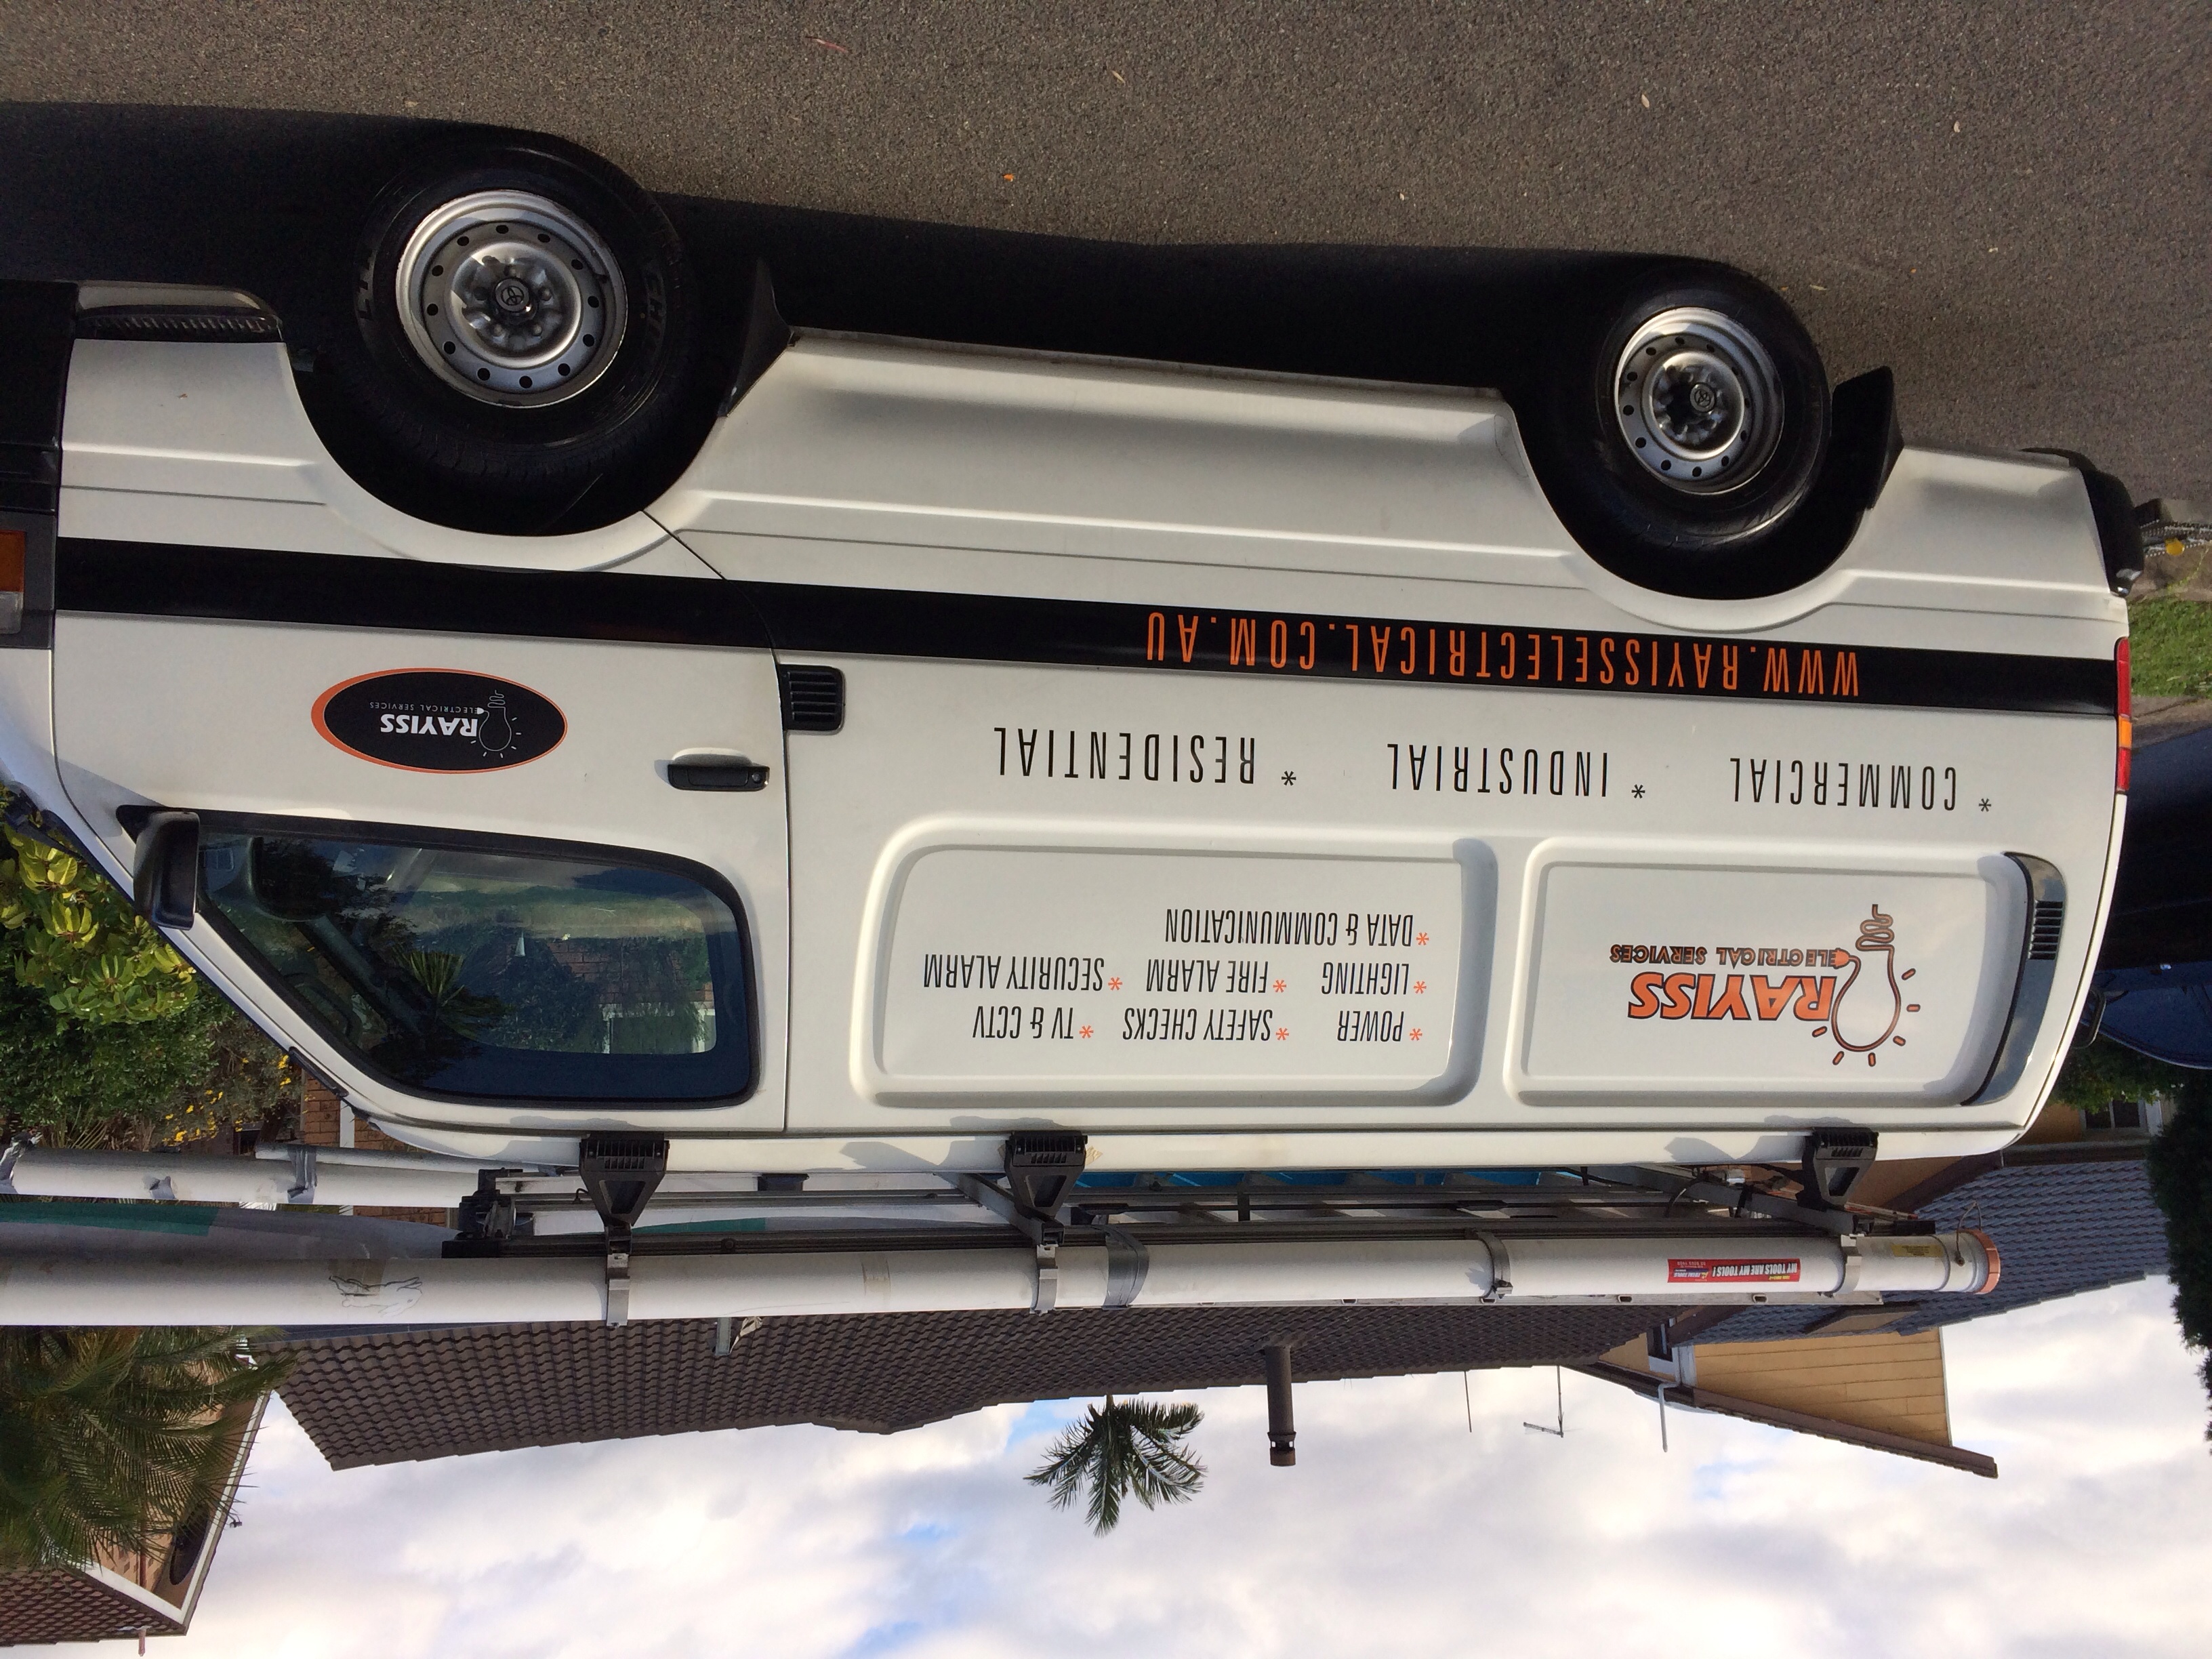 MY TOOLS ARE MY TOOLS!
RAYISS
ELECTRICAL SERVICES
* POWER * SAFETY CHECKS * TV & CCTV
* LIGHTING * FIRE ALARM * SECURITY ALARM
* DATA & COMMUNICATION
* COMMERCIAL * INDUSTRIAL * RESIDENTIAL
RAYISS
ELECTRICAL SERVICES
WWW.RAYISSELECTRICAL.COM.AU